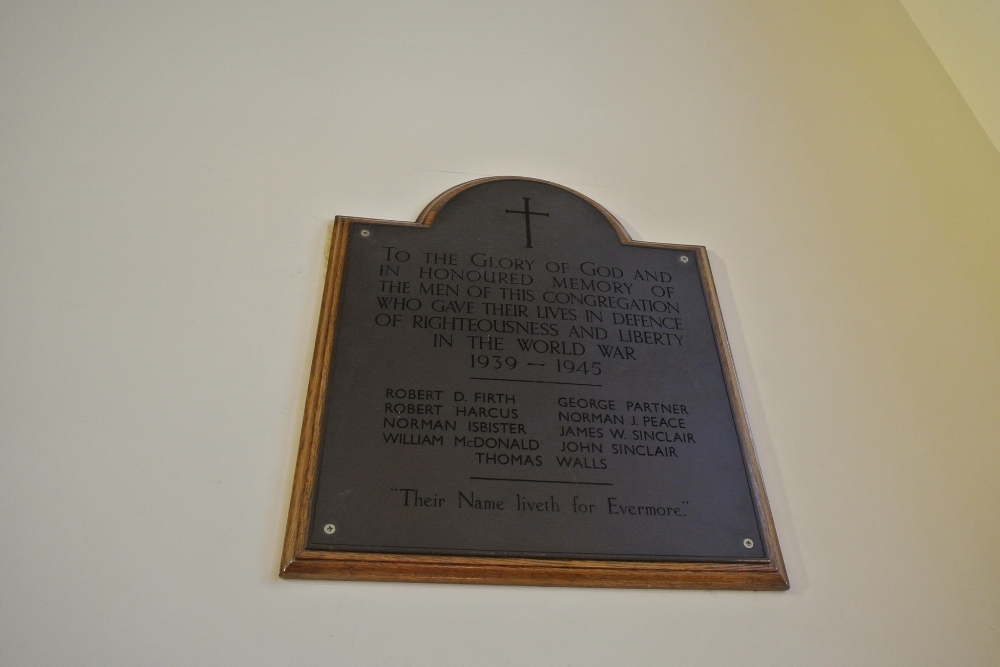 TO THE GLORY OF GOD AND
IN HONOURED MEMORY OF
THE MEN OF THIS CONGREGATION
WHO GAVE THEIR LIVES IN DEFENCE
OF RIGHTEOUSNESS AND LIBERTY
IN THE WORLD WAR
1939 — 1945
ROBERT D. FIRTH GEORGE PARTNER
ROBERT HARCUS NORMAN J. PEACE
NORMAN ISBISTER JAMES W. SINCLAIR
WILLIAM McDONALD JOHN SINCLAIR
THOMAS WALLS
"Their Name liveth for Evermore."